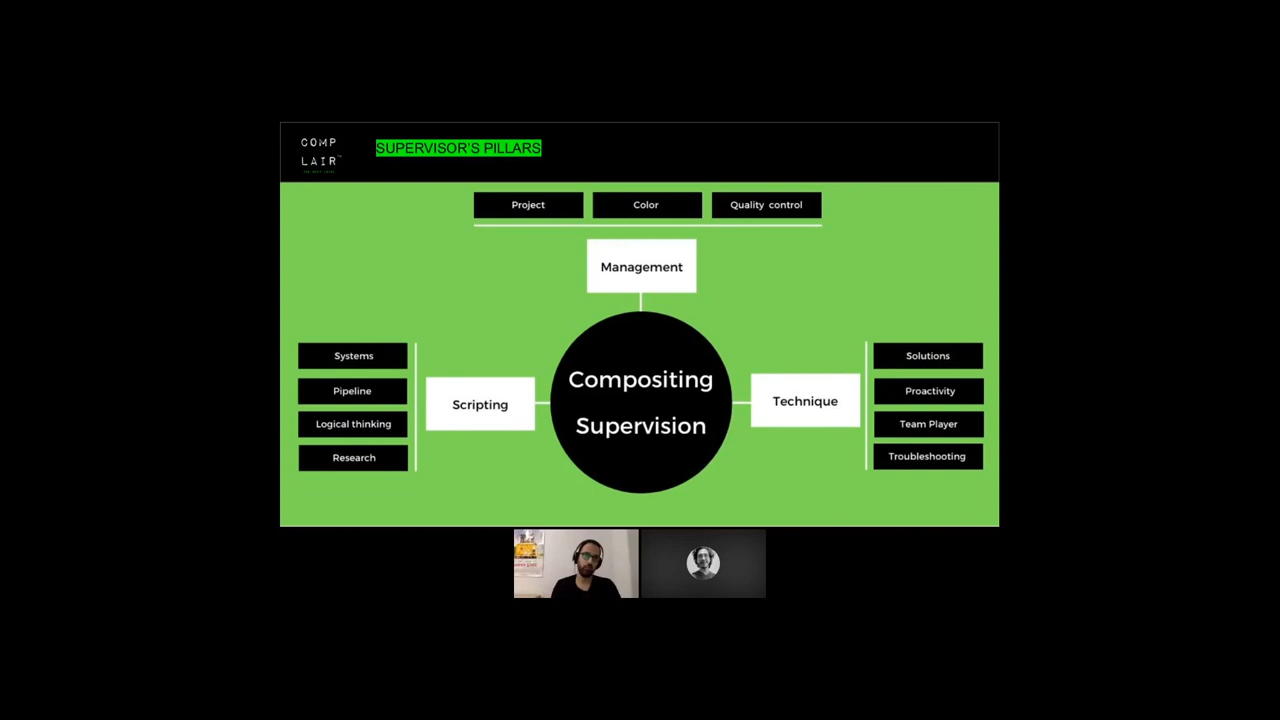 COMP
LAIR™
SUPERVISOR'S PILLARS
Project
Color
Quality control
Management
Systems
Pipeline
Logical thinking
Research
Scripting
Compositing
Supervision
Technique
Solutions
Proactivity
Team Player
Troubleshooting